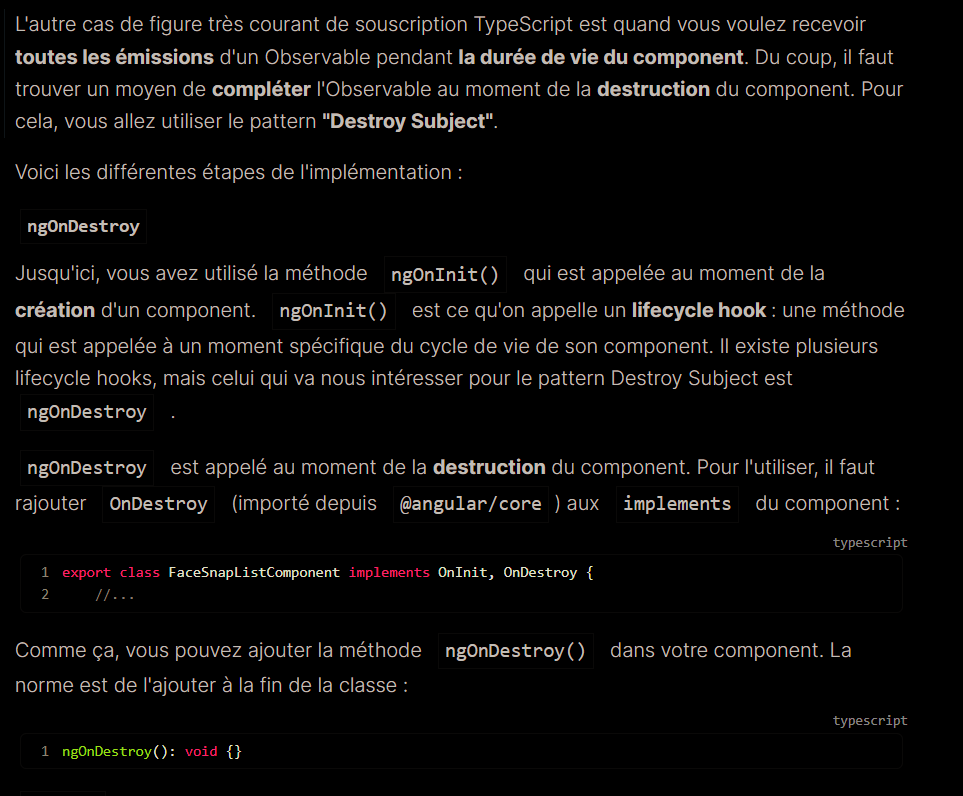 L'autre cas de figure très courant de souscription TypeScript est quand vous voulez recevoir
toutes les émissions d'un Observable pendant la durée de vie du component. Du coup, il faut
trouver un moyen de compléter l'Observable au moment de la destruction du component. Pour
cela, vous allez utiliser le pattern "Destroy Subject".
Voici les différentes étapes de l'implémentation :
ngOnDestroy
Jusqu'ici, vous avez utilisé la méthode ngOnInit() qui est appelée au moment de la
création d'un component. ngOnInit() est ce qu'on appelle un lifecycle hook : une méthode
qui est appelée à un moment spécifique du cycle de vie de son component. Il existe plusieurs
lifecycle hooks, mais celui qui va nous intéresser pour le pattern Destroy Subject est
ngOnDestroy .
ngOnDestroy est appelé au moment de la destruction du component. Pour l'utiliser, il faut
rajouter OnDestroy (importé depuis @angular/core ) aux implements du component :
typescript
1 export class FaceSnapListComponent implements OnInit, OnDestroy {
2 //...
Comme ça, vous pouvez ajouter la méthode ngOnDestroy() dans votre component. La
norme est de l'ajouter à la fin de la classe :
typescript
1 ngOnDestroy(): void {}